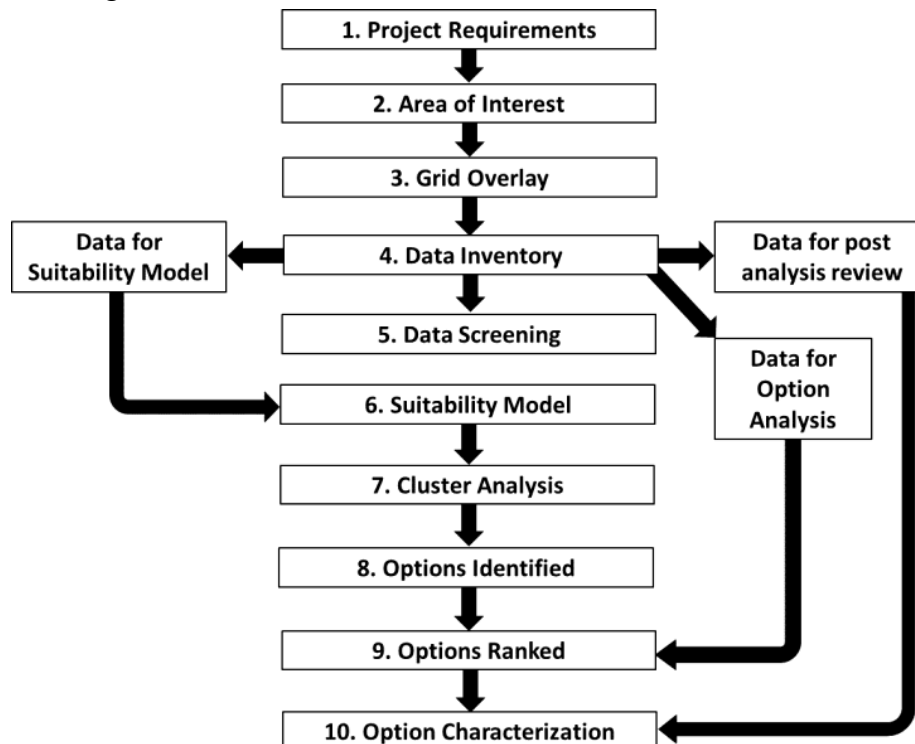 1. Project Requirements
2. Area of Interest
3. Grid Overlay
Data for
Suitability Model
4. Data Inventory
Data for post
analysis review
5. Data Screening
Data for
Option
Analysis
6. Suitability Model
7. Cluster Analysis
8. Options Identified
9. Options Ranked
10. Option Characterization